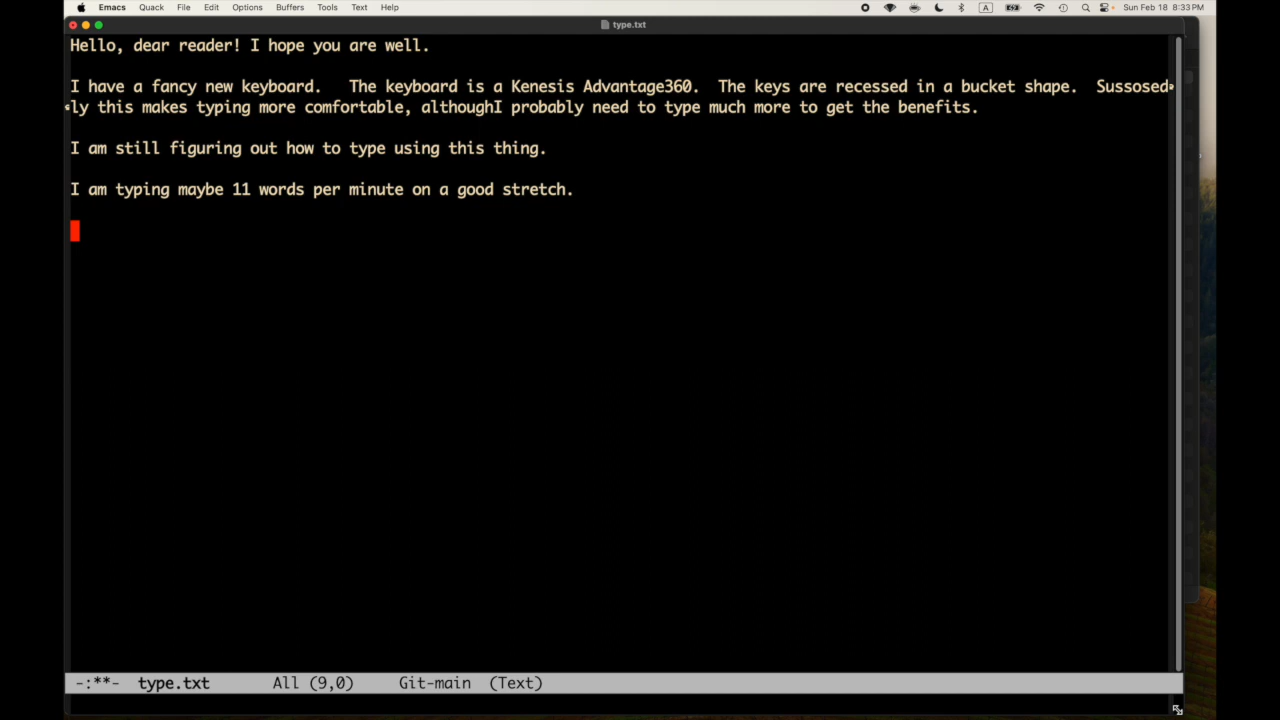 Emacs Quack File Edit Options Buffers Tools Text Help A Sun Feb 18 8:33 PM
type.txt
Hello, dear reader! I hope you are well.
I have a fancy new keyboard.   The keyboard is a Kenesis Advantage360.  The keys are recessed in a bucket shape.  Sussosed
ly this makes typing more comfortable, althoughI probably need to type much more to get the benefits.
I am still figuring out how to type using this thing.
I am typing maybe 11 words per minute on a good stretch.
-:**-  type.txt       All (9,0)     Git-main  (Text)